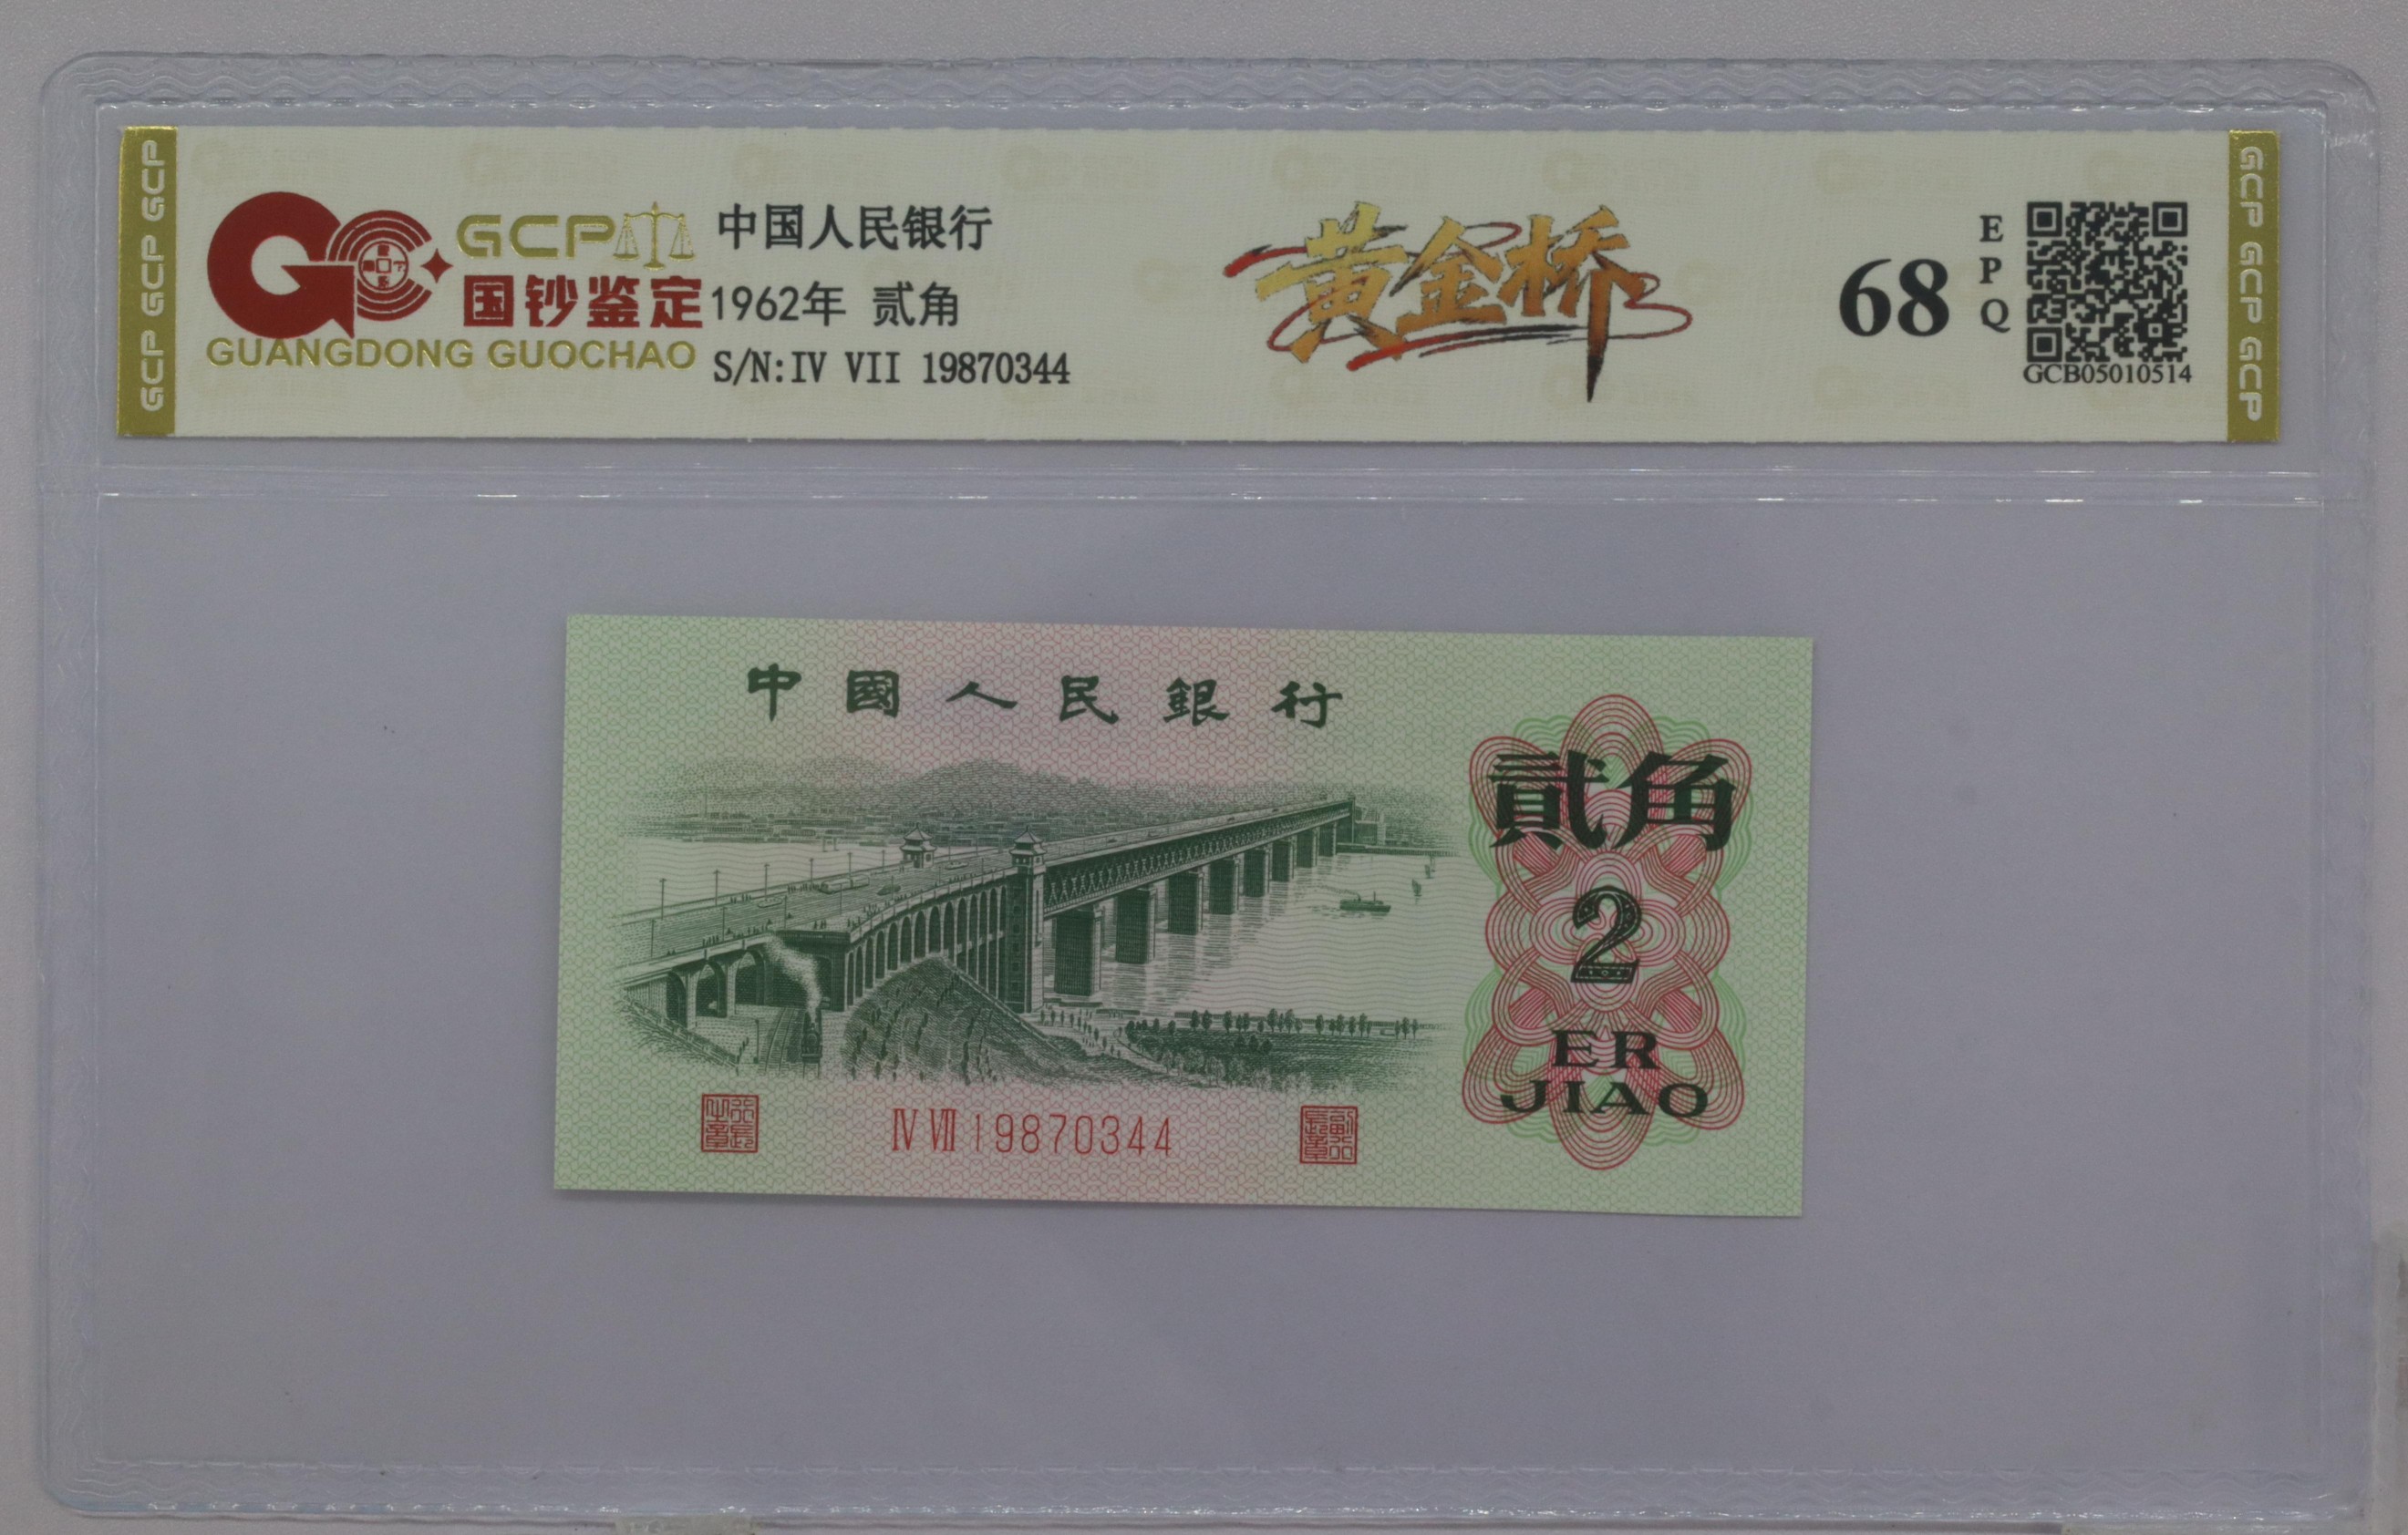 GCP GCP GCP
GCP
国钞鉴定
GUANGDONG GUOCHAO
中国人民银行
1962年 贰角
S/N:IV VII 19870344
黄金桥
68
EPQ
GCB05010514
GCP GCP GCP
中國人民銀行
貳角
2
ER
JIAO
IV VII 19870344